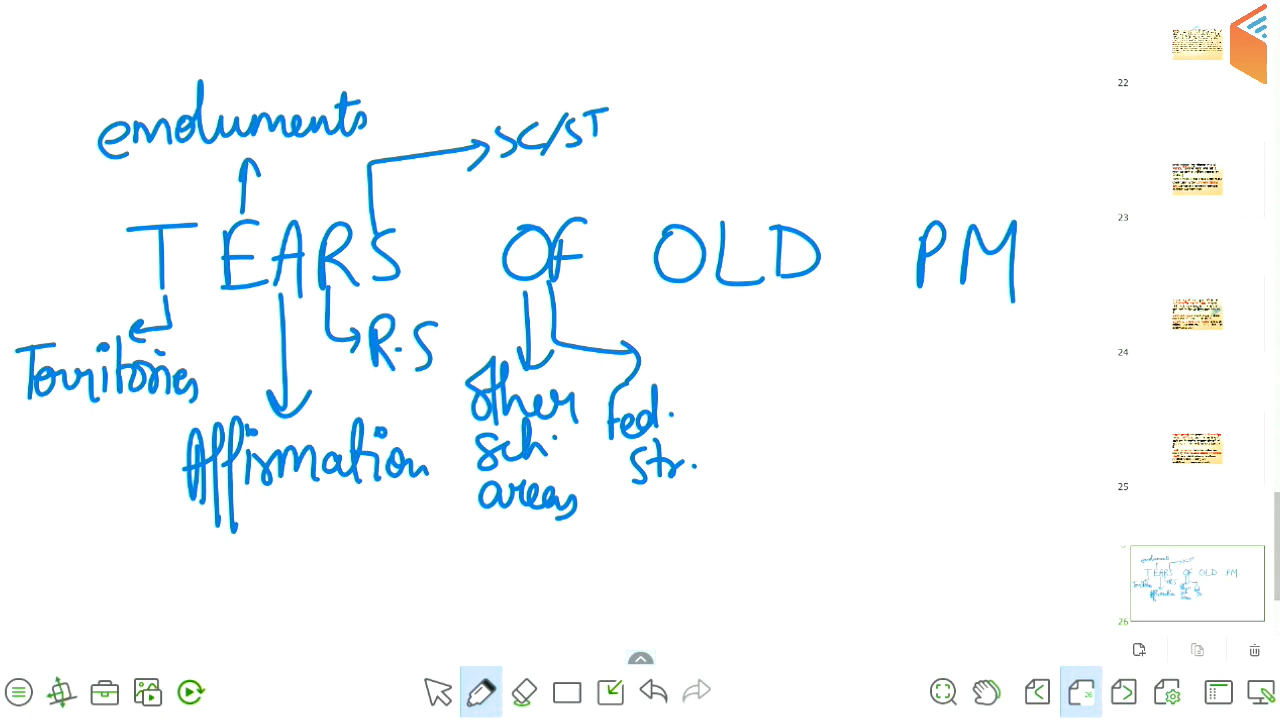 emoluments
SC/ST
TEARS OF OLD PM
R.S
Territories
Affirmation
Other
Sch.
areas
Fed.
Str.
22
23
24
25
26
26